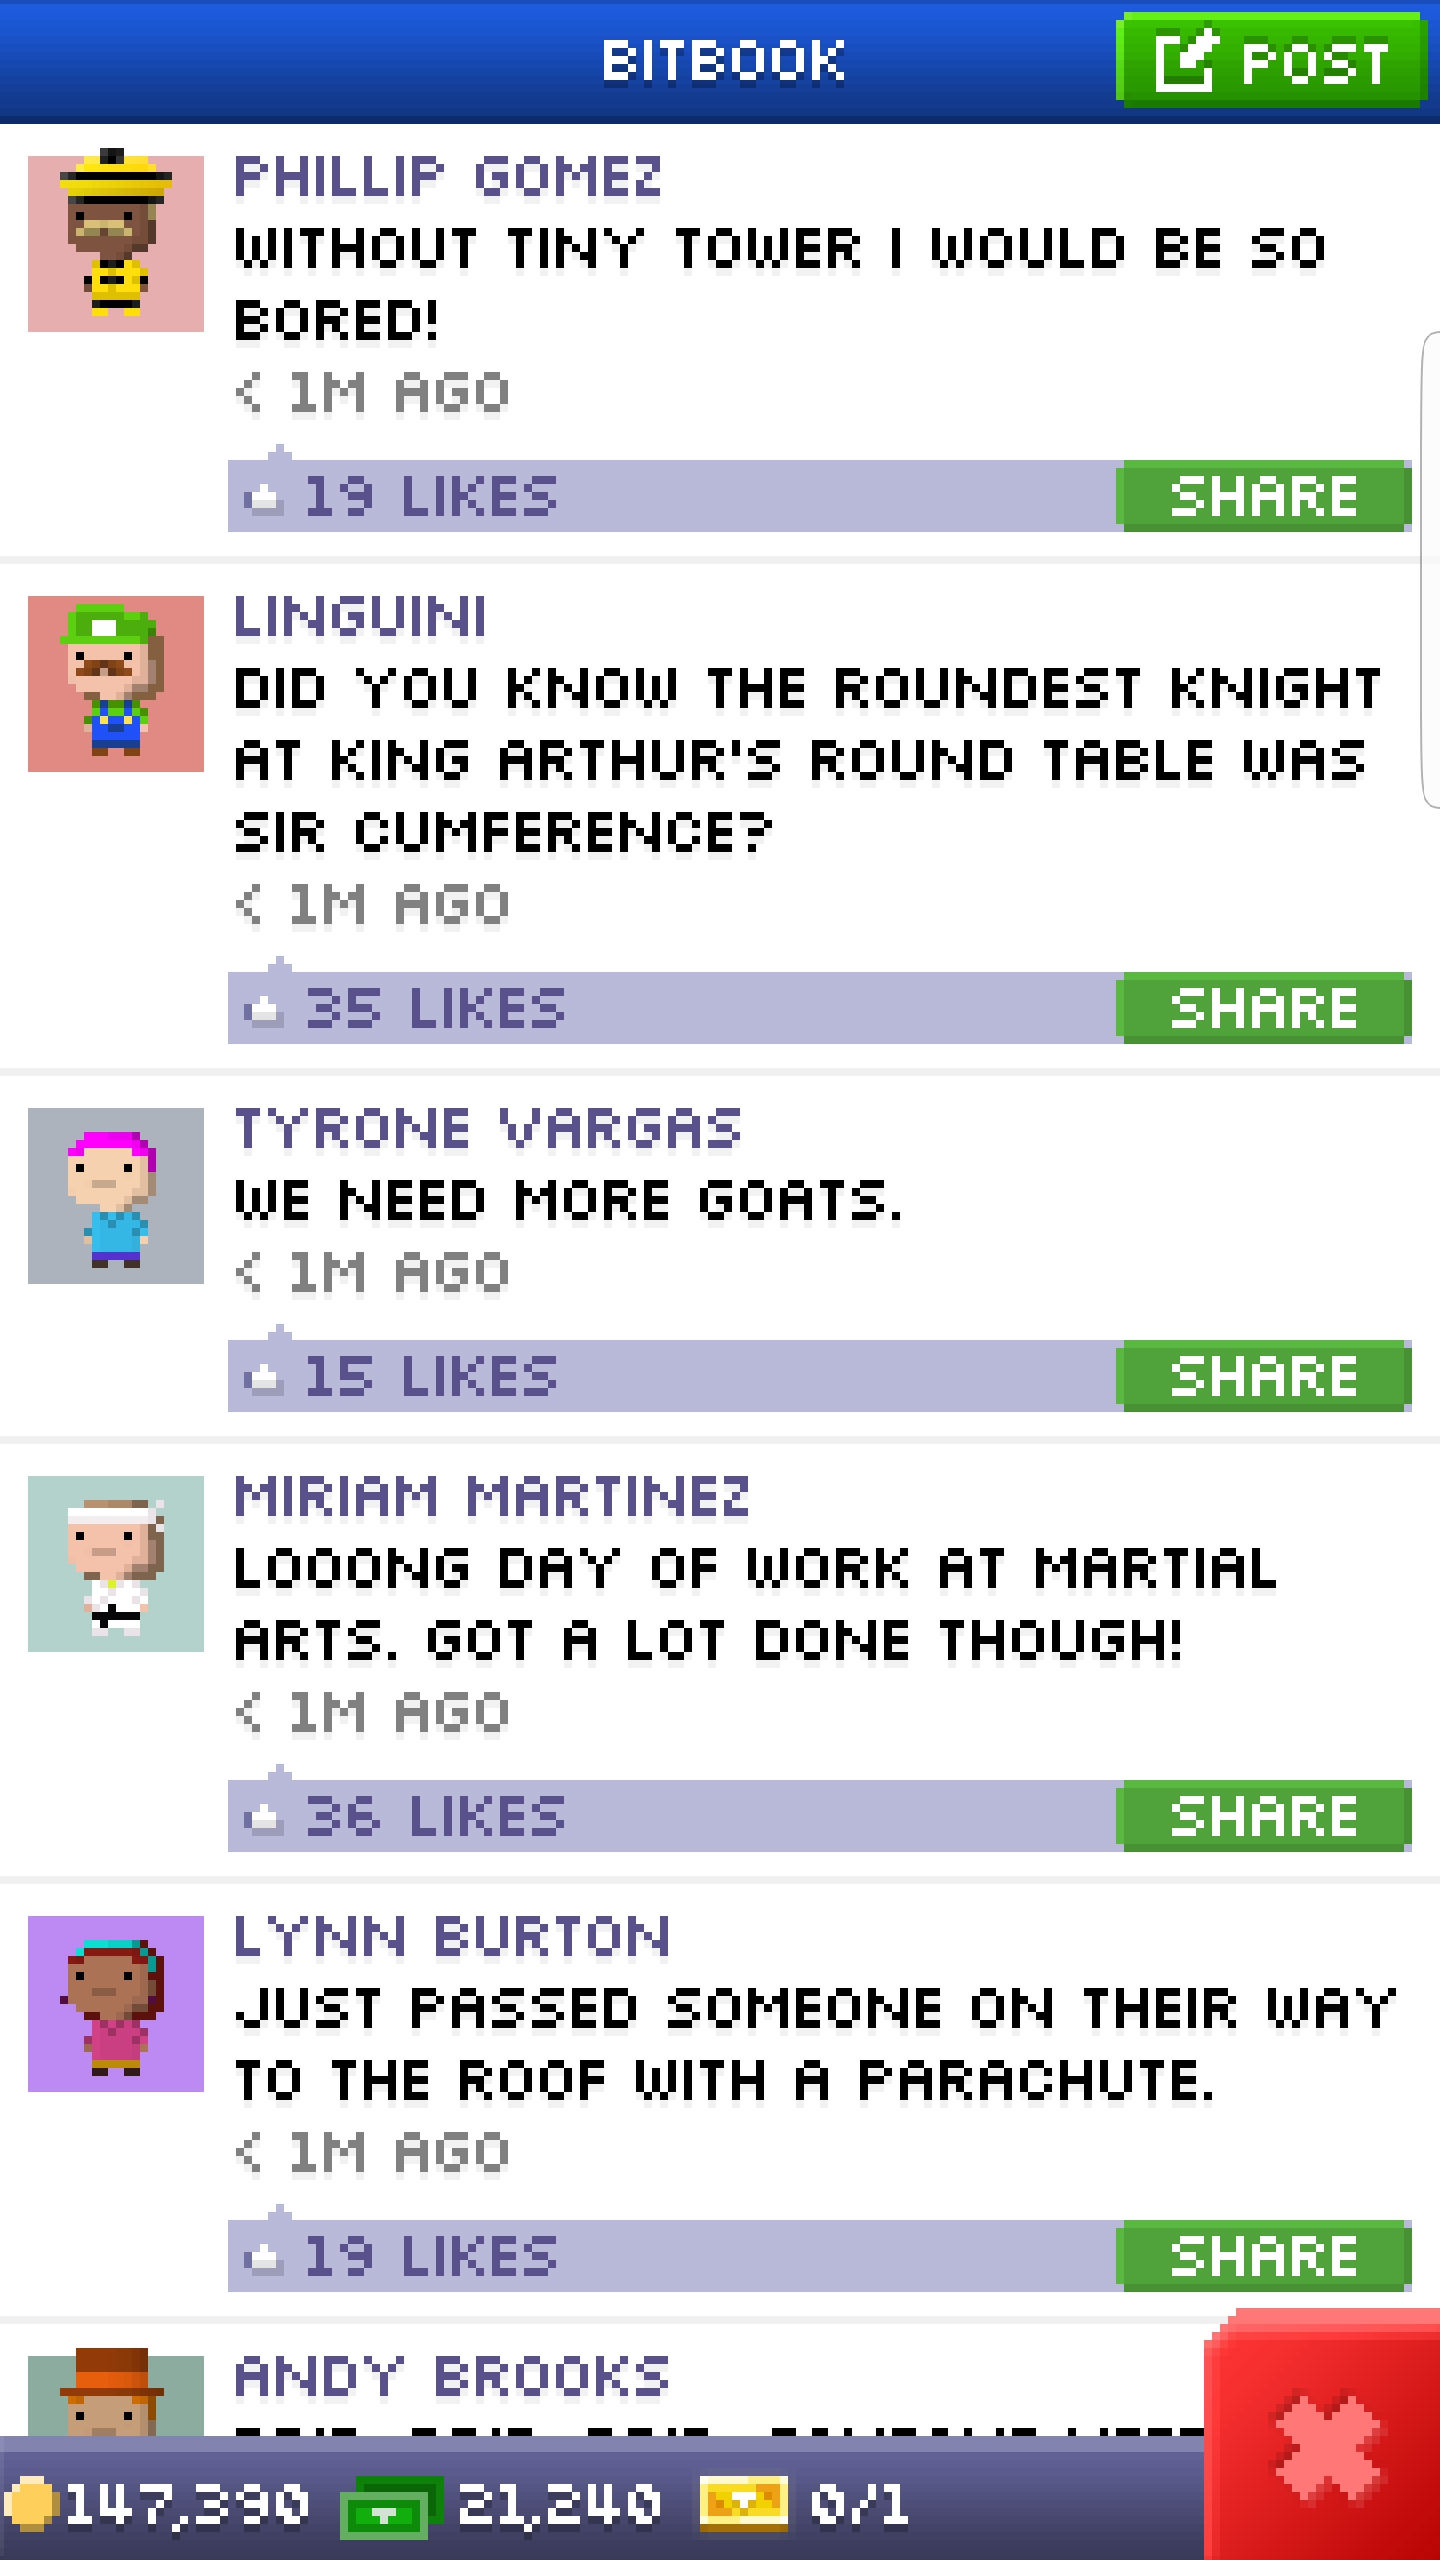 BITBOOK
POST
PHILLIP GOMEZ
WITHOUT TINY TOWER I WOULD BE SO
BORED!
< 1M AGO
19 LIKES
SHARE
LINGUINI
DID YOU KNOW THE ROUNDEST KNIGHT
AT KING ARTHUR'S ROUND TABLE WAS
SIR CUMFERENCE?
< 1M AGO
35 LIKES
SHARE
TYRONE VARGAS
WE NEED MORE GOATS.
< 1M AGO
15 LIKES
SHARE
MIRIAM MARTINEZ
LOOONG DAY OF WORK AT MARTIAL
ARTS. GOT A LOT DONE THOUGH!
< 1M AGO
36 LIKES
SHARE
LYNN BURTON
JUST PASSED SOMEONE ON THEIR WAY
TO THE ROOF WITH A PARACHUTE.
< 1M AGO
19 LIKES
SHARE
ANDY BROOKS
147,390 21,240 0/1